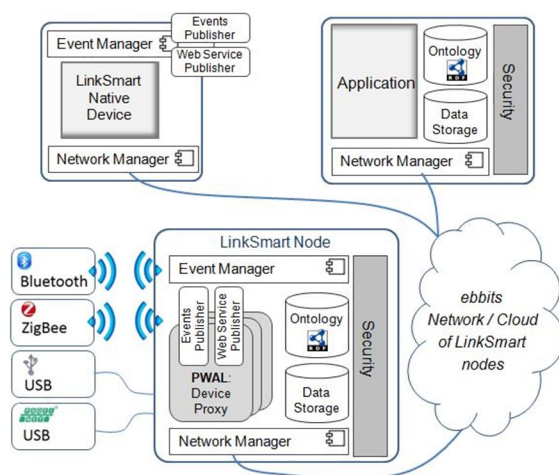 Events
Publisher
Event Manager
Web Service
Publisher
LinkSmart
Native
Device
Network Manager
Application
Ontology
RDF
Data
Storage
Security
Network Manager
LinkSmart Node
Event Manager
Events
Publisher
Web Service
Publisher
PWAL:
Device
Proxy
Ontology
RDF
Data
Storage
Security
Network Manager
Bluetooth
ZigBee
USB
USB
ebbits
Network / Cloud
of LinkSmart
nodes